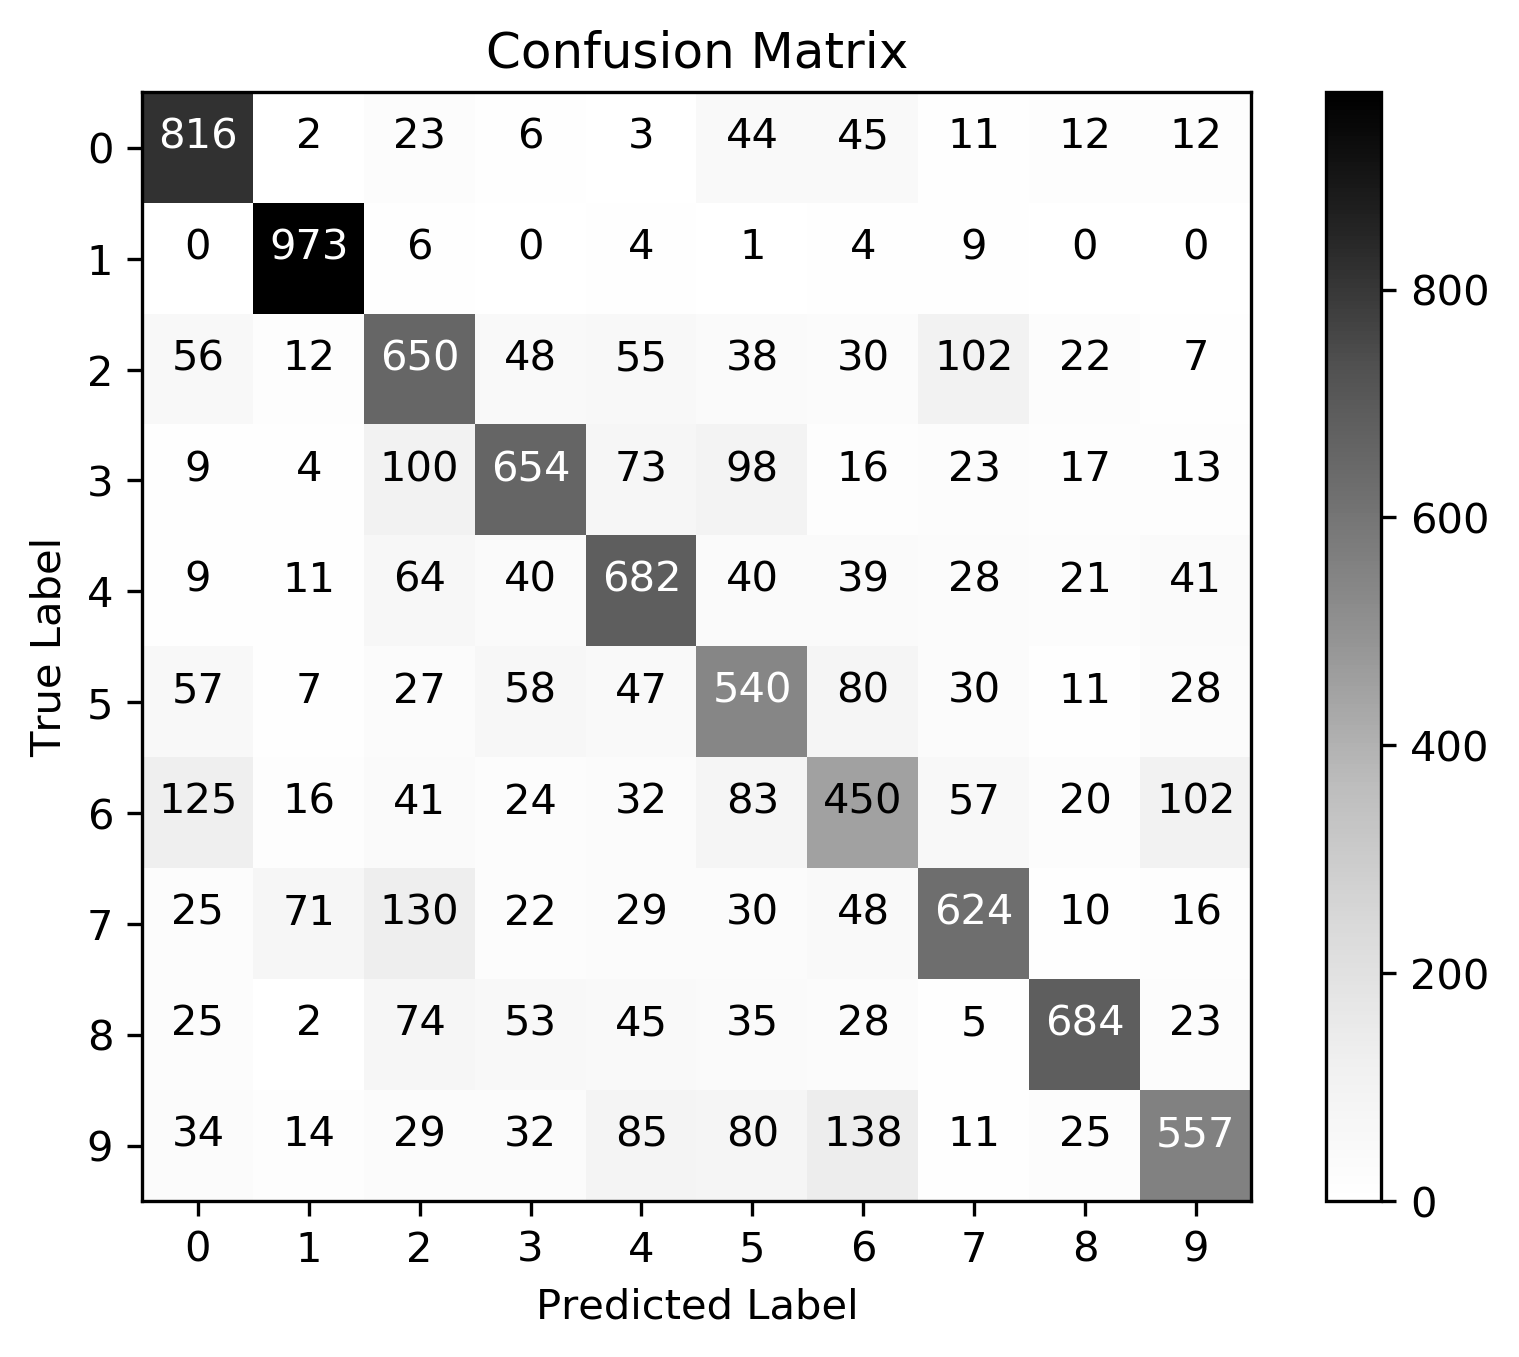 Confusion Matrix
0 816 2 23 6 3 44 45 11 12 12
1 0 973 6 0 4 1 4 9 0 0
2 56 12 650 48 55 38 30 102 22 7
3 9 4 100 654 73 98 16 23 17 13
4 9 11 64 40 682 40 39 28 21 41
5 57 7 27 58 47 540 80 30 11 28
6 125 16 41 24 32 83 450 57 20 102
7 25 71 130 22 29 30 48 624 10 16
8 25 2 74 53 45 35 28 5 684 23
9 34 14 29 32 85 80 138 11 25 557
0 1 2 3 4 5 6 7 8 9
Predicted Label
True Label
800
600
400
200
0